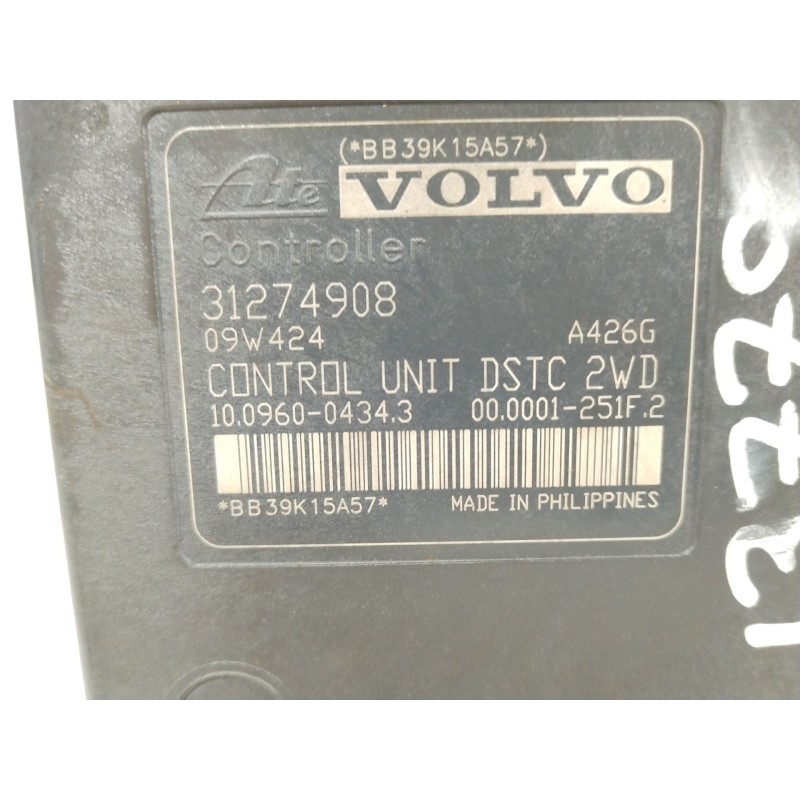 (*BB39K15A57*)
Ate VOLVO
Controller
31274908
09W424 A426G
CONTROL UNIT DSTC 2WD
10.0960-0434.3 00.0001-251F.2
*BB39K15A57* MADE IN PHILIPPINES